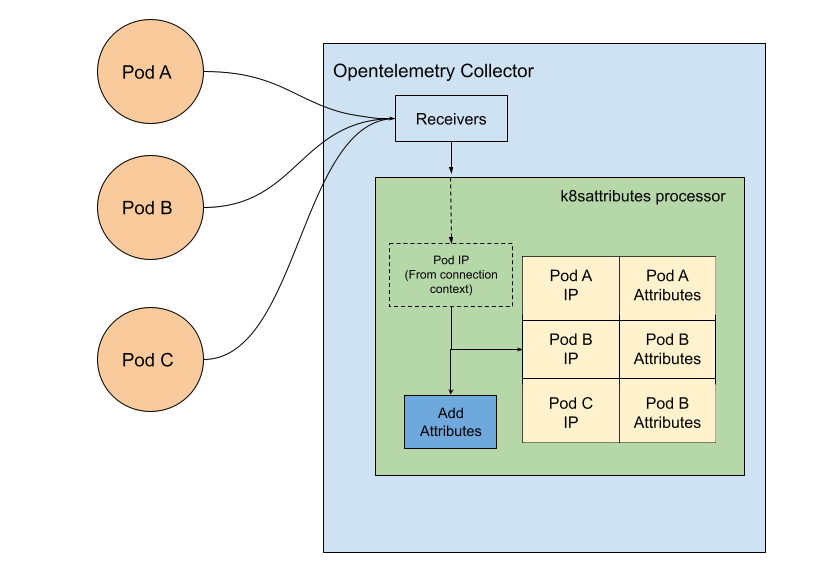 Pod A
Pod B
Pod C
Opentelemetry Collector
Receivers
k8sattributes processor
Pod IP
(From connection
context)
Add
Attributes
Pod A
IP
Pod A
Attributes
Pod B
IP
Pod B
Attributes
Pod C
IP
Pod B
Attributes